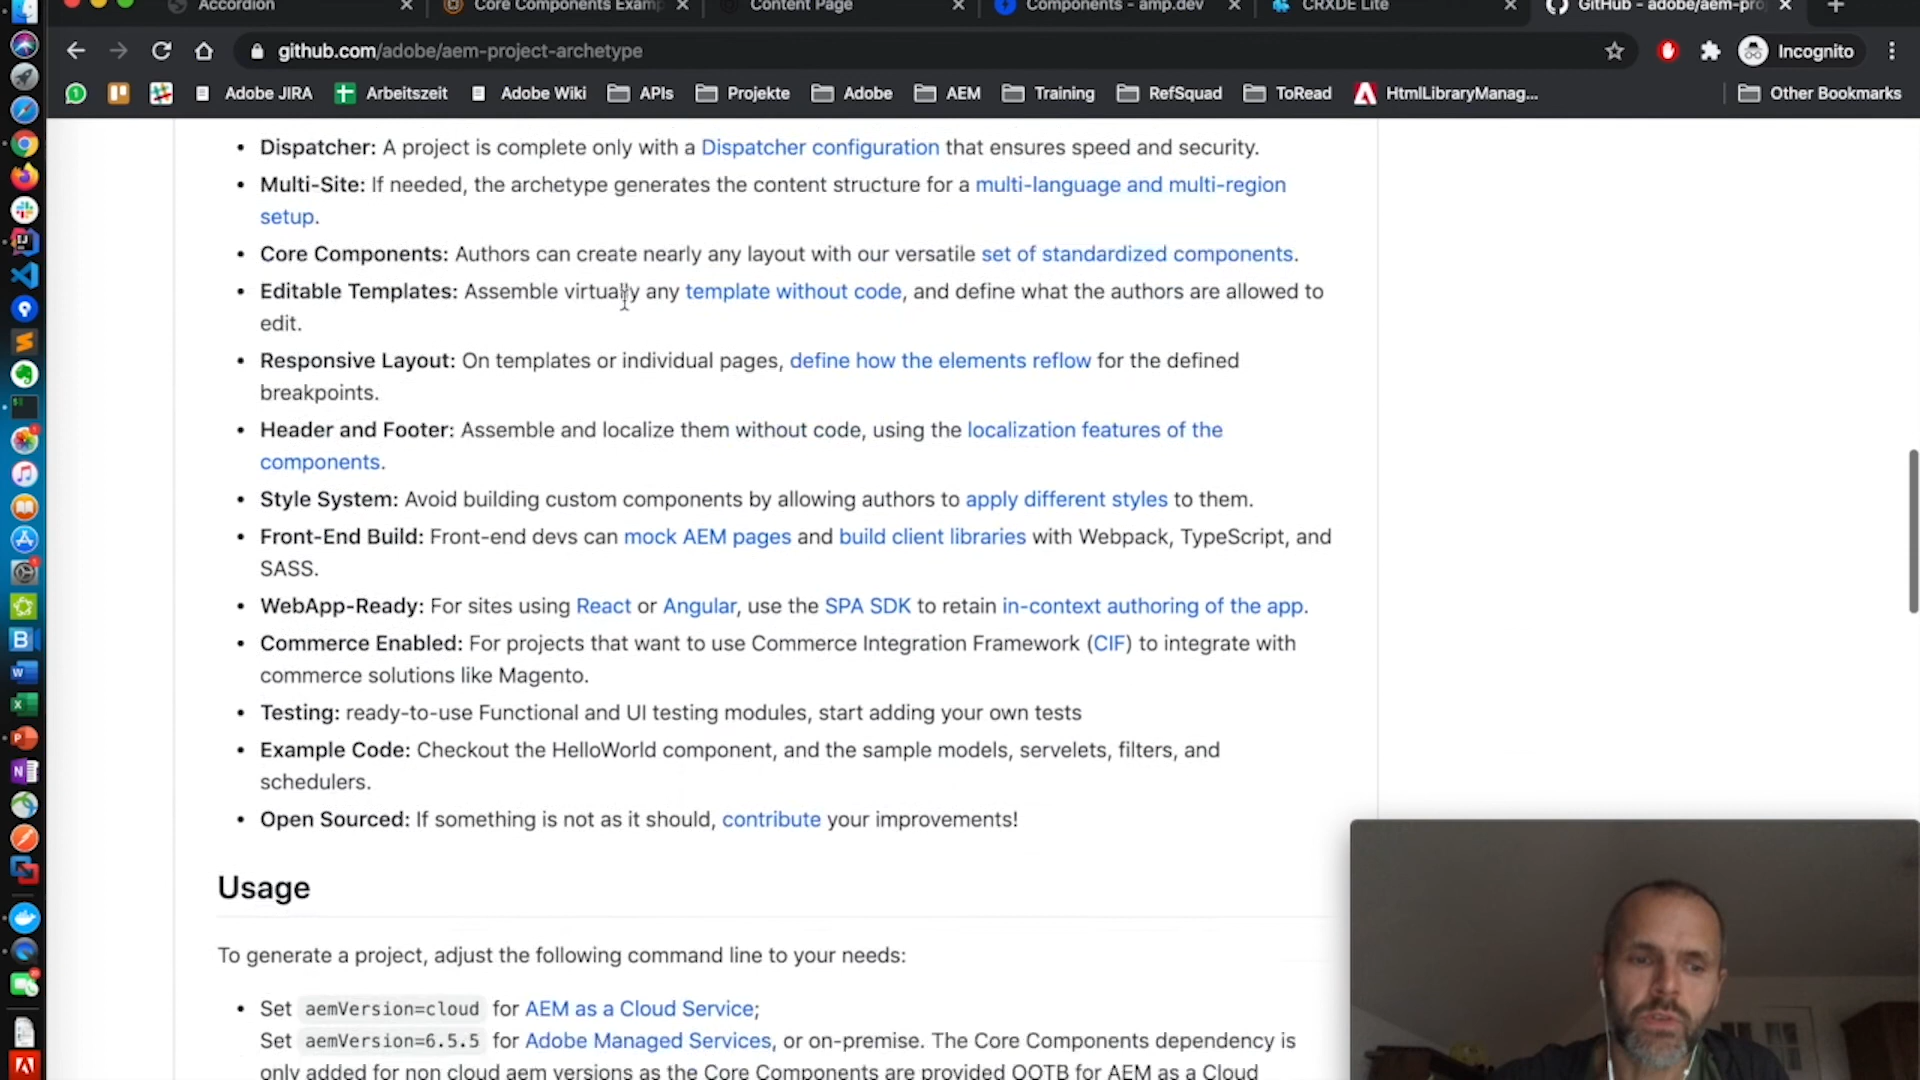 Accordion
Core Components Examp
Content Page
Components - amp.dev
CRXDE Lite
GitHub - adobe/aem-pro
github.com/adobe/aem-project-archetype
Incognito
Adobe JIRA
Arbeitszeit
Adobe Wiki
APIs
Projekte
Adobe
AEM
Training
RefSquad
ToRead
HtmlLibraryManag...
Other Bookmarks
• Dispatcher: A project is complete only with a Dispatcher configuration that ensures speed and security.
• Multi-Site: If needed, the archetype generates the content structure for a multi-language and multi-region
setup.
• Core Components: Authors can create nearly any layout with our versatile set of standardized components.
• Editable Templates: Assemble virtually any template without code, and define what the authors are allowed to
edit.
• Responsive Layout: On templates or individual pages, define how the elements reflow for the defined
breakpoints.
• Header and Footer: Assemble and localize them without code, using the localization features of the
components.
• Style System: Avoid building custom components by allowing authors to apply different styles to them.
• Front-End Build: Front-end devs can mock AEM pages and build client libraries with Webpack, TypeScript, and
SASS.
• WebApp-Ready: For sites using React or Angular, use the SPA SDK to retain in-context authoring of the app.
• Commerce Enabled: For projects that want to use Commerce Integration Framework (CIF) to integrate with
commerce solutions like Magento.
• Testing: ready-to-use Functional and UI testing modules, start adding your own tests
• Example Code: Checkout the HelloWorld component, and the sample models, servelets, filters, and
schedulers.
• Open Sourced: If something is not as it should, contribute your improvements!
Usage
To generate a project, adjust the following command line to your needs:
• Set aemVersion=cloud for AEM as a Cloud Service;
Set aemVersion=6.5.5 for Adobe Managed Services, or on-premise. The Core Components dependency is
only added for non cloud aem versions as the Core Components are provided OOTB for AEM as a Cloud